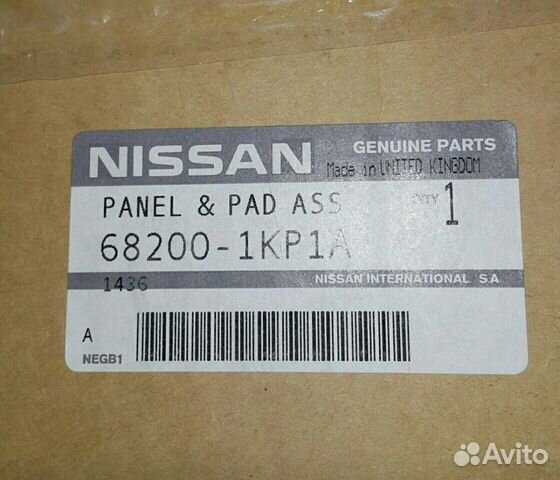 NISSAN
GENUINE PARTS
Made in UNITED KINGDOM
PANEL & PAD ASS
QTY 1
68200-1KP1A
1436
NISSAN INTERNATIONAL SA
A
NEGB1
Avito